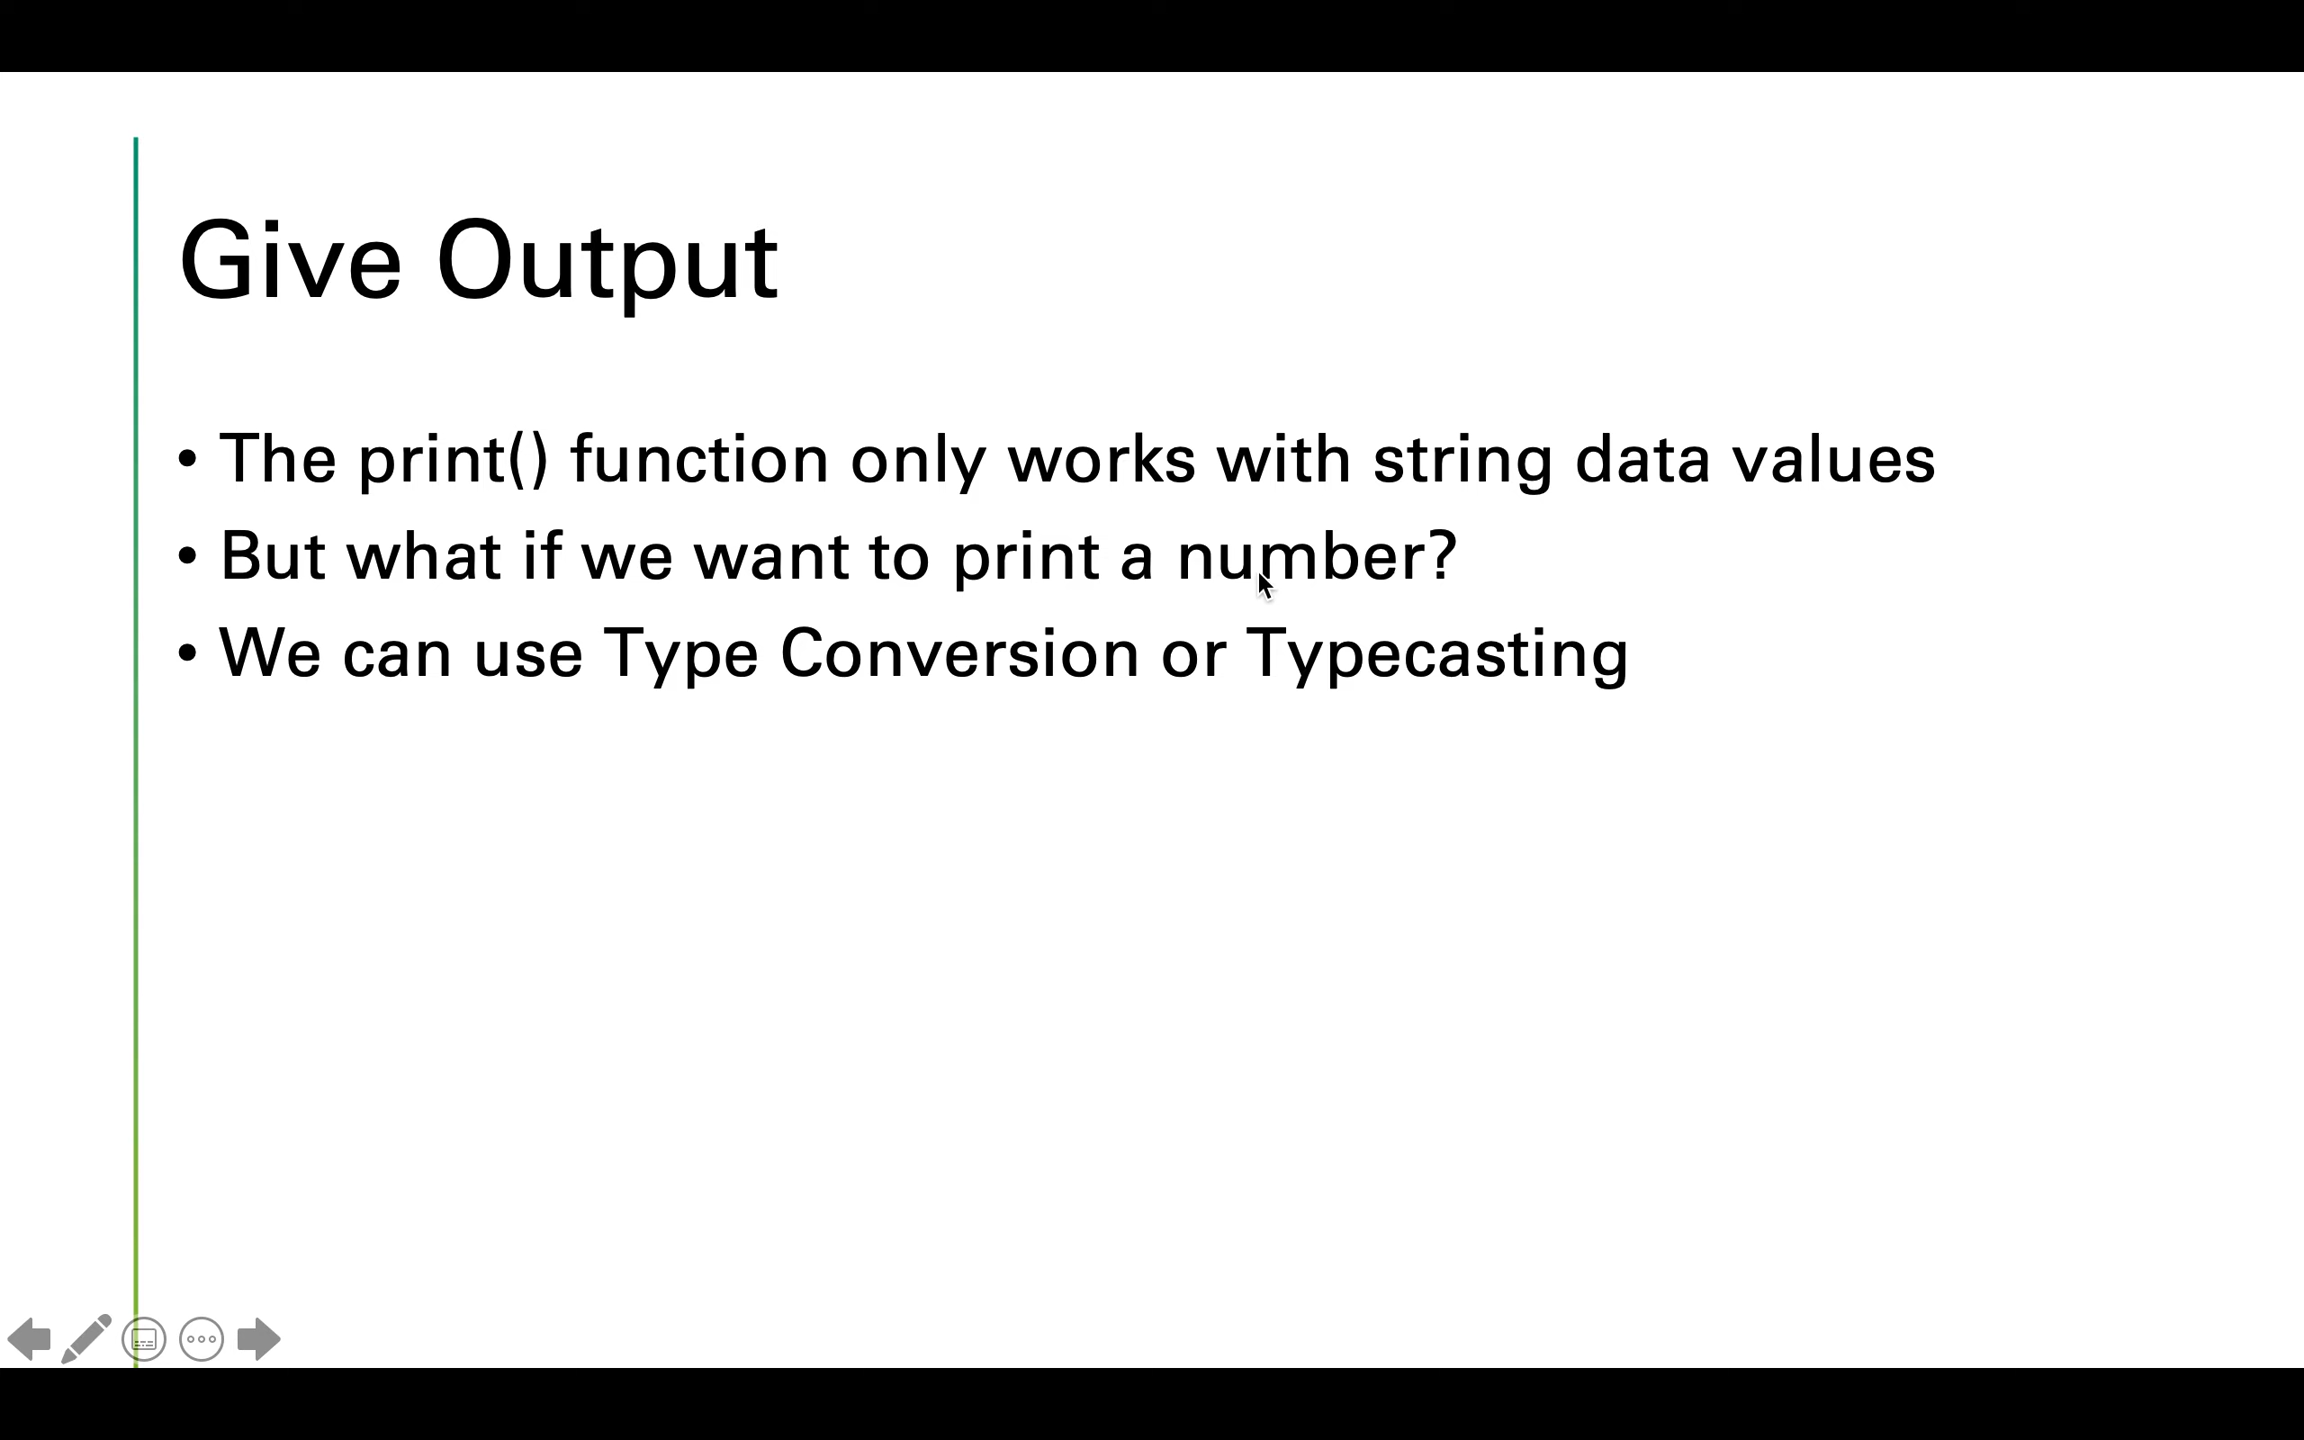 Give Output
• The print() function only works with string data values
• But what if we want to print a number?
• We can use Type Conversion or Typecasting